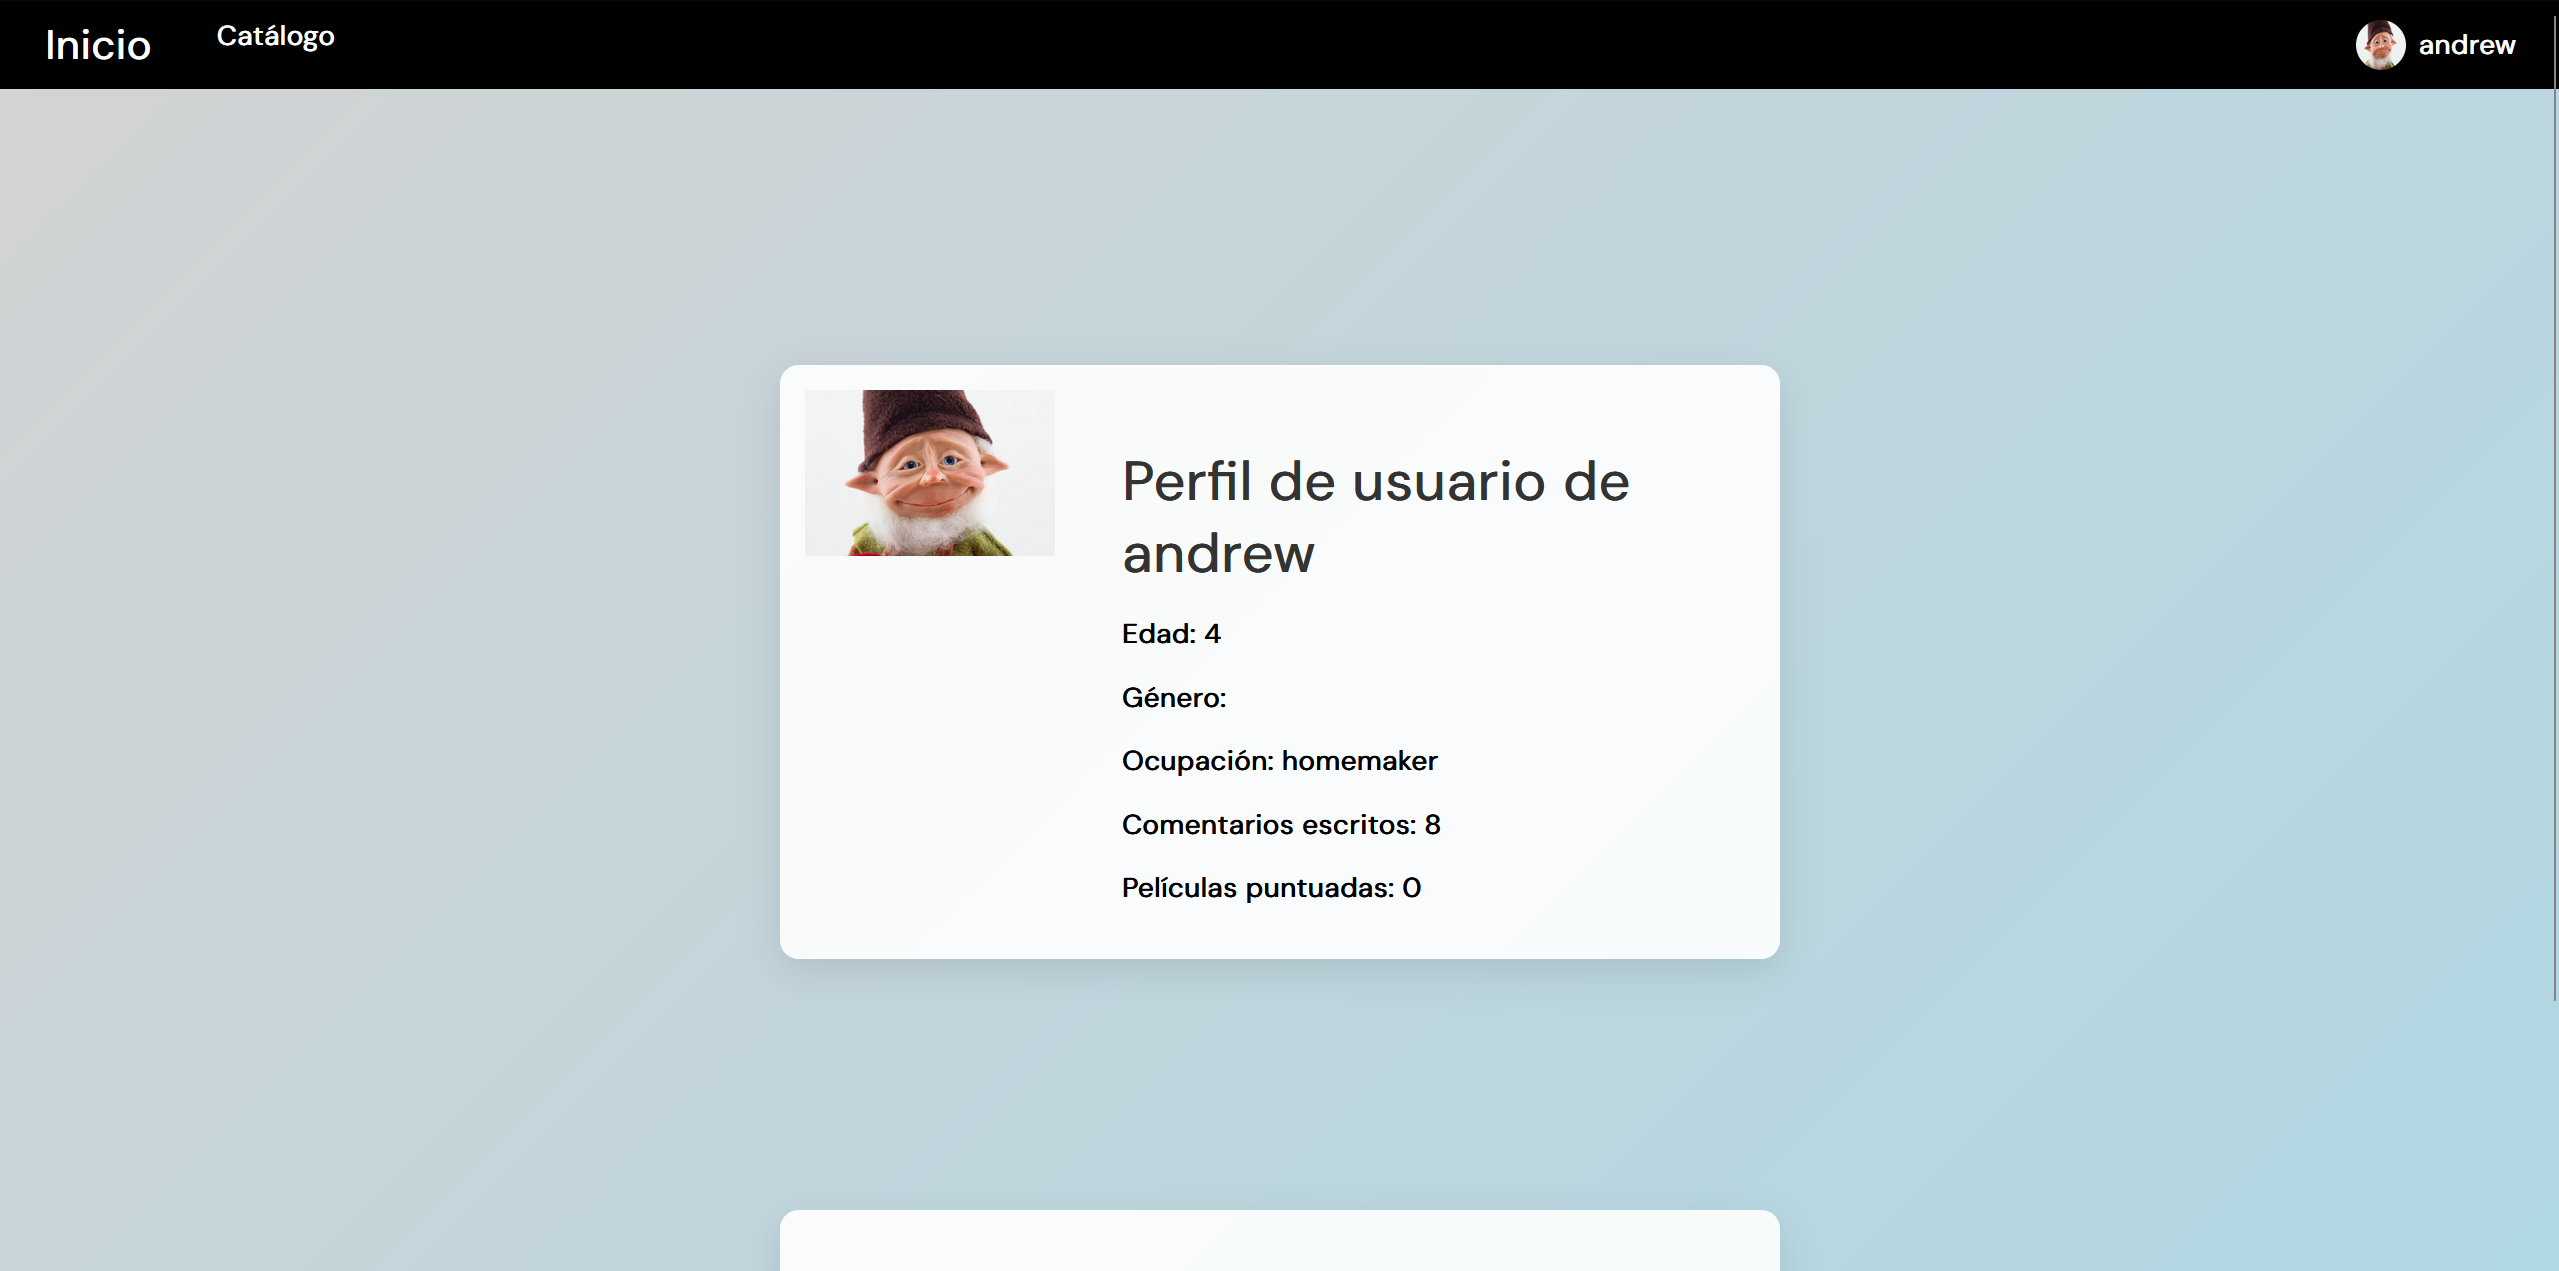 Inicio
Catálogo
andrew
Perfil de usuario de
andrew
Edad: 4
Género:
Ocupación: homemaker
Comentarios escritos: 8
Películas puntuadas: 0